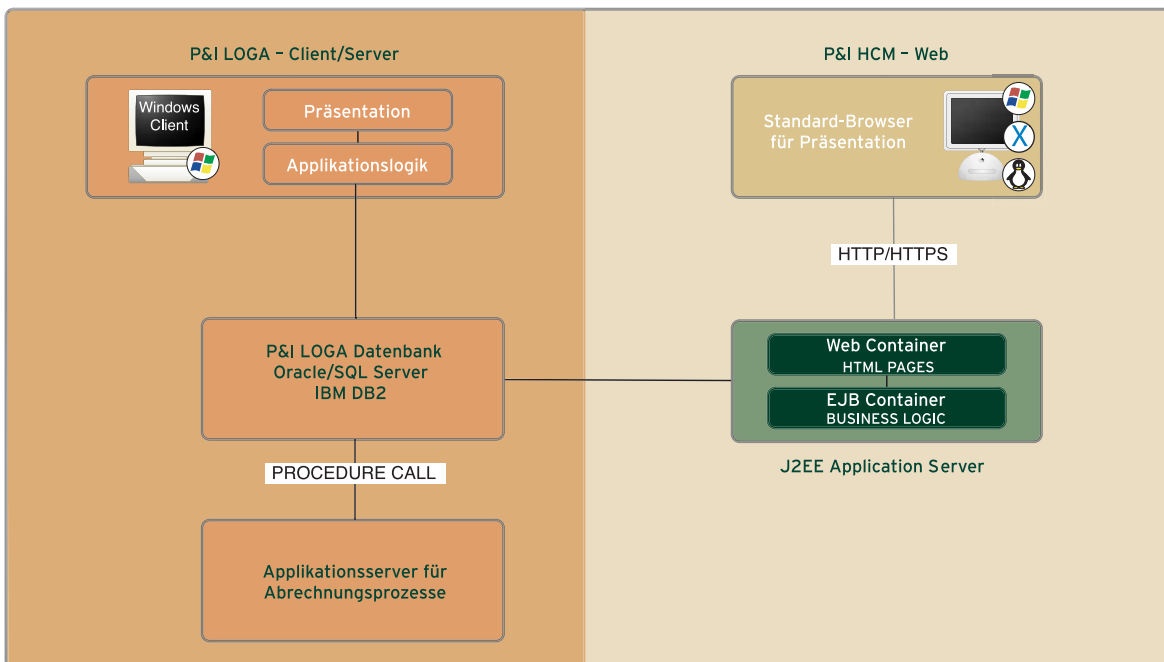 P&I LOGA – Client/Server
Windows
Client
Präsentation
Applikationslogik
P&I LOGA Datenbank
Oracle/SQL Server
IBM DB2
PROCEDURE CALL
Applikationsserver für
Abrechnungsprozesse
P&I HCM – Web
Standard-Browser
für Präsentation
X
HTTP/HTTPS
Web Container
HTML PAGES
EJB Container
BUSINESS LOGIC
J2EE Application Server